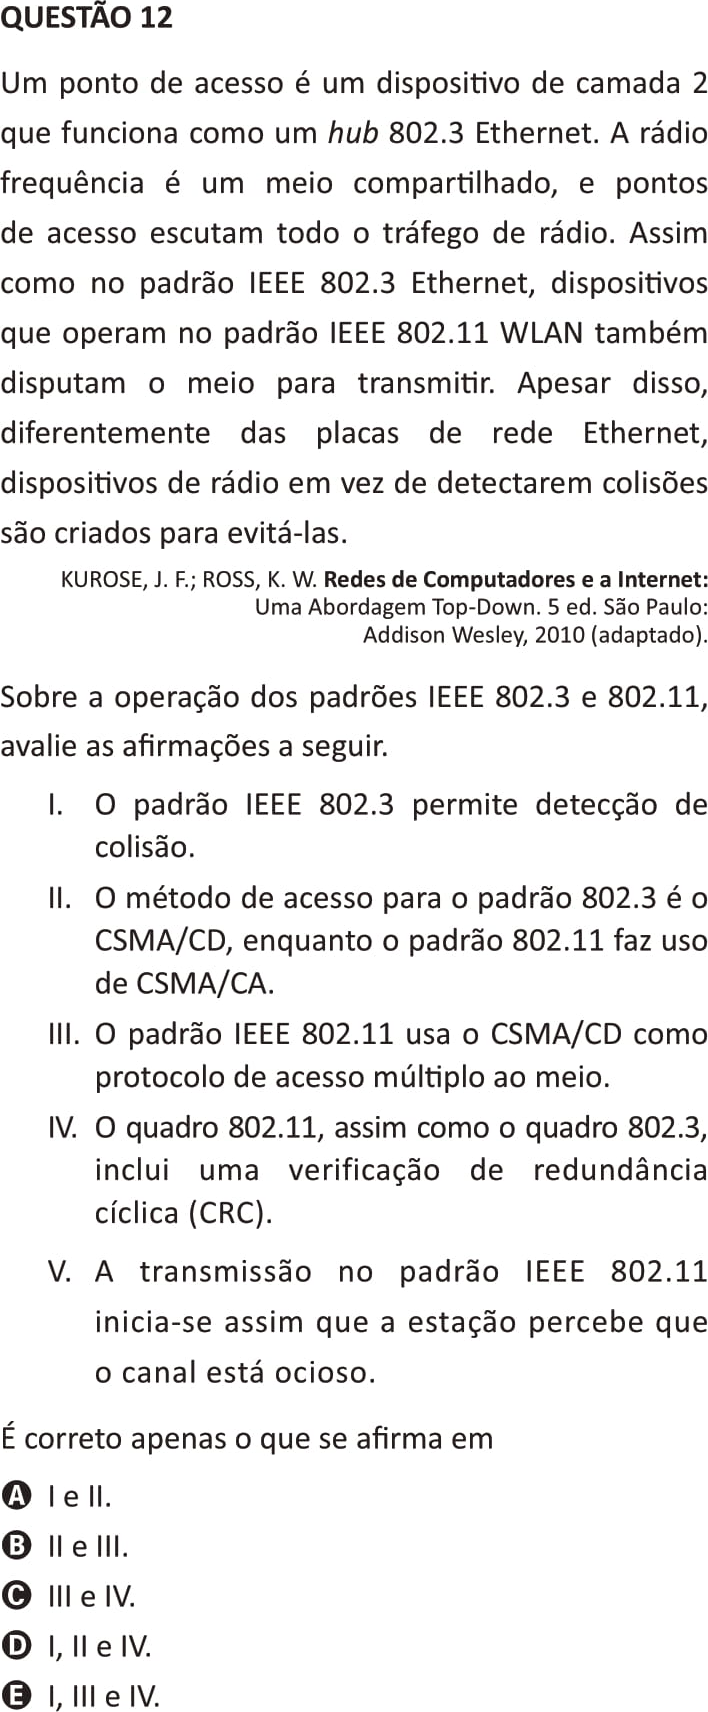 QUESTÃO 12
Um ponto de acesso é um dispositivo de camada 2
que funciona como um hub 802.3 Ethernet. A rádio
frequência é um meio compartilhado, e pontos
de acesso escutam todo o tráfego de rádio. Assim
como no padrão IEEE 802.3 Ethernet, dispositivos
que operam no padrão IEEE 802.11 WLAN também
disputam o meio para transmitir. Apesar disso,
diferentemente das placas de rede Ethernet,
dispositivos de rádio em vez de detectarem colisões
são criados para evitá-las.
KUROSE, J. F.; ROSS, K. W. Redes de Computadores e a Internet:
Uma Abordagem Top-Down. 5 ed. São Paulo:
Addison Wesley, 2010 (adaptado).
Sobre a operação dos padrões IEEE 802.3 e 802.11,
avalie as afirmações a seguir.
I. O padrão IEEE 802.3 permite detecção de
colisão.
II. O método de acesso para o padrão 802.3 é o
CSMA/CD, enquanto o padrão 802.11 faz uso
de CSMA/CA.
III. O padrão IEEE 802.11 usa o CSMA/CD como
protocolo de acesso múltiplo ao meio.
IV. O quadro 802.11, assim como o quadro 802.3,
inclui uma verificação de redundância
cíclica (CRC).
V. A transmissão no padrão IEEE 802.11
inicia-se assim que a estação percebe que
o canal está ocioso.
É correto apenas o que se afirma em
A I e II.
B II e III.
C III e IV.
D I, II e IV.
E I, III e IV.